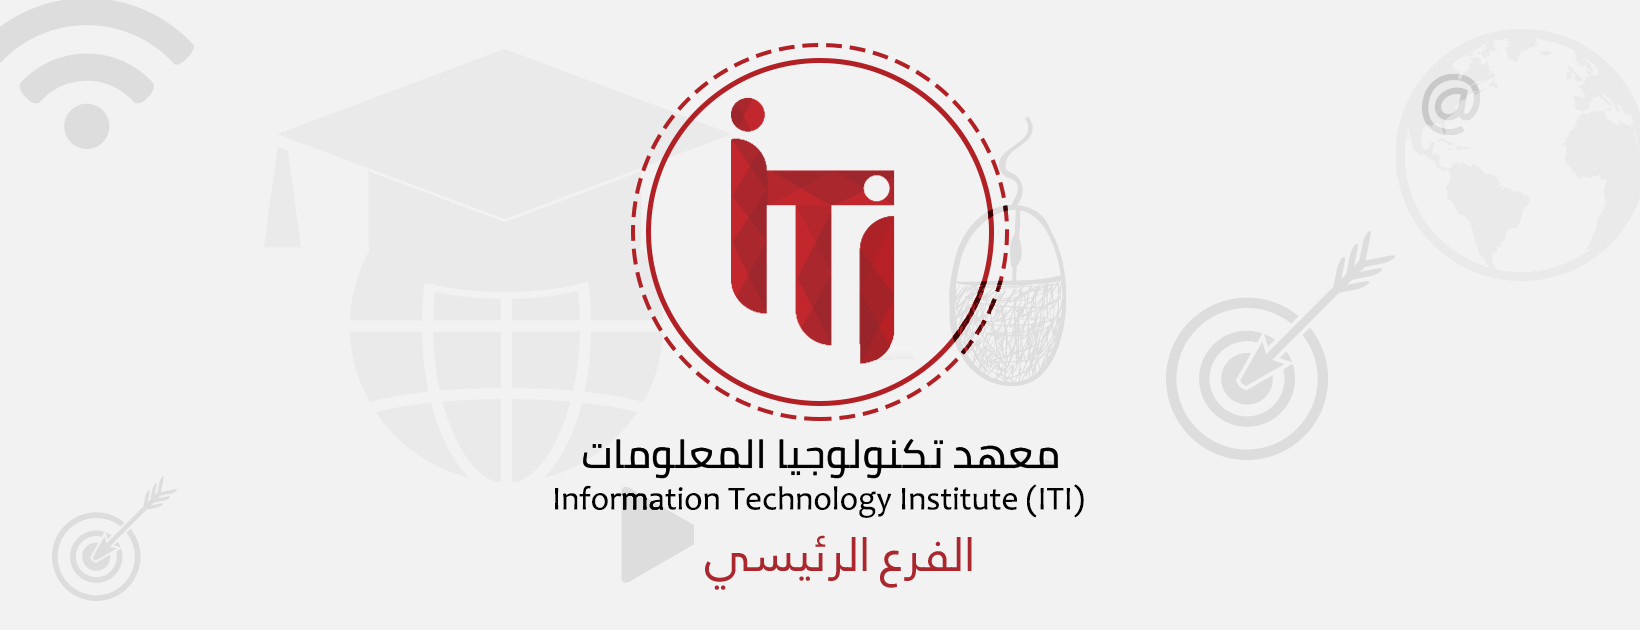 iTi
@
معهد تكنولوجيا المعلومات
Information Technology Institute (ITI)
الفرع الرئيسي